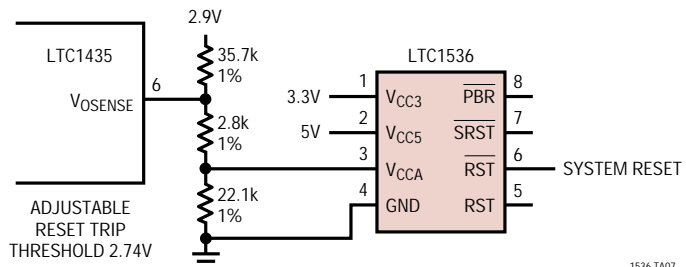 2.9V
LTC1435
6
VOSENSE
35.7k
1%
2.8k
1%
22.1k
1%
ADJUSTABLE
RESET TRIP
THRESHOLD 2.74V
LTC1536
3.3V
1
VCC3
PBR
8
5V
2
VCC5
SRST
7
3
VCCA
RST
6
SYSTEM RESET
4
GND
RST
5
1536 TA07